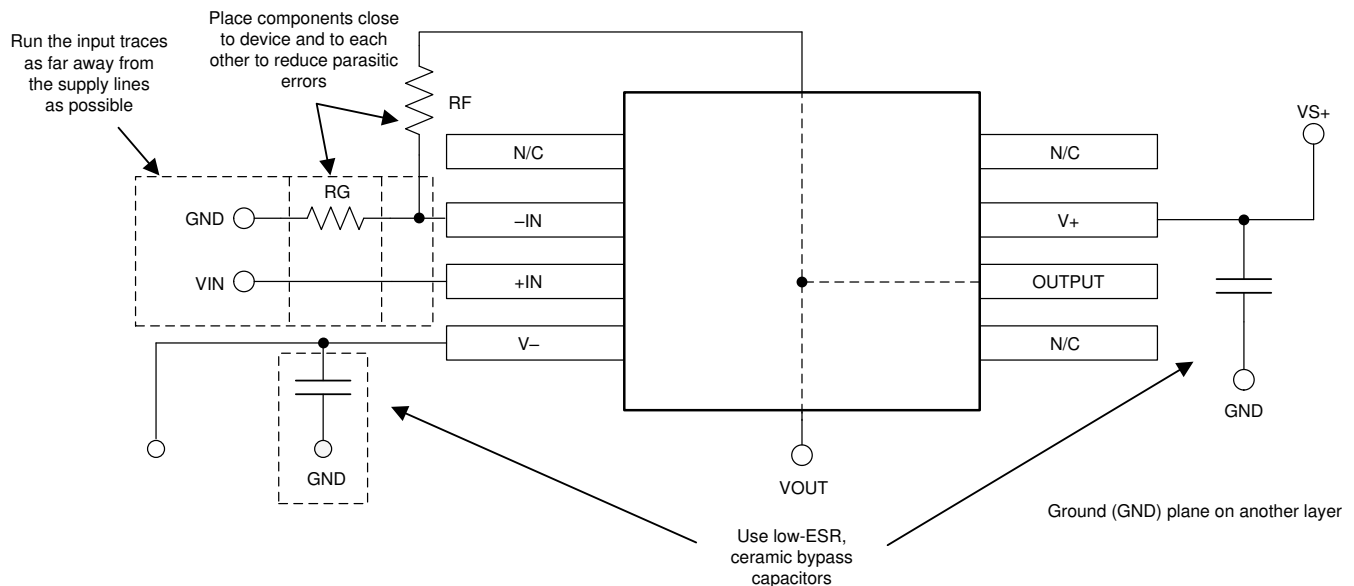 Place components close
to device and to each
other to reduce parasitic
errors
Run the input traces
as far away from
the supply lines
as possible
RF
VS+
N/C
N/C
RG
GND
–IN
V+
VIN
+IN
OUTPUT
V–
N/C
GND
GND
VOUT
Ground (GND) plane on another layer
Use low-ESR,
ceramic bypass
capacitors